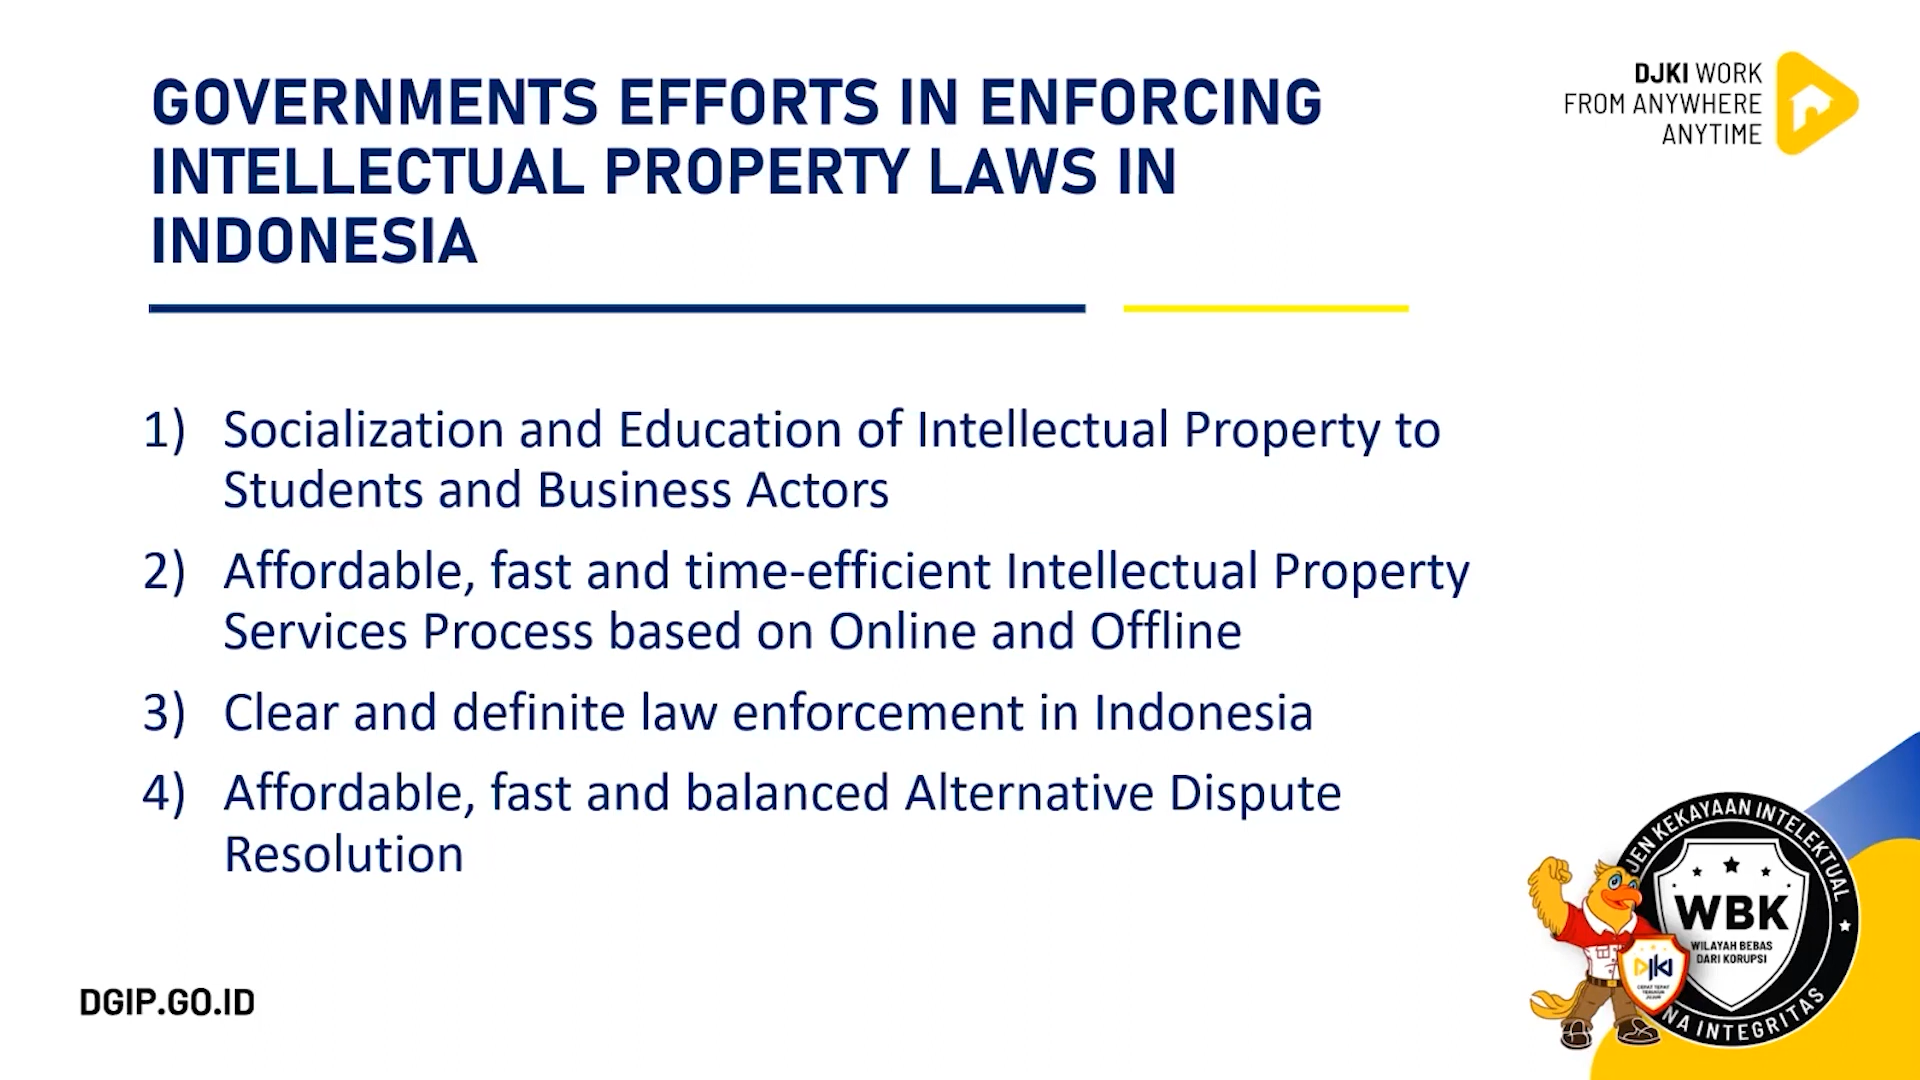 GOVERNMENTS EFFORTS IN ENFORCING
INTELLECTUAL PROPERTY LAWS IN
INDONESIA
DJKI WORK
FROM ANYWHERE
ANYTIME
1) Socialization and Education of Intellectual Property to
Students and Business Actors
2) Affordable, fast and time-efficient Intellectual Property
Services Process based on Online and Offline
3) Clear and definite law enforcement in Indonesia
4) Affordable, fast and balanced Alternative Dispute
Resolution
JEN KEKAYAAN INTELEKTUAL
WBK
WILAYAH BEBAS
DARI KORUPSI
NA INTEGRITAS
DJKI
DGIP.GO.ID